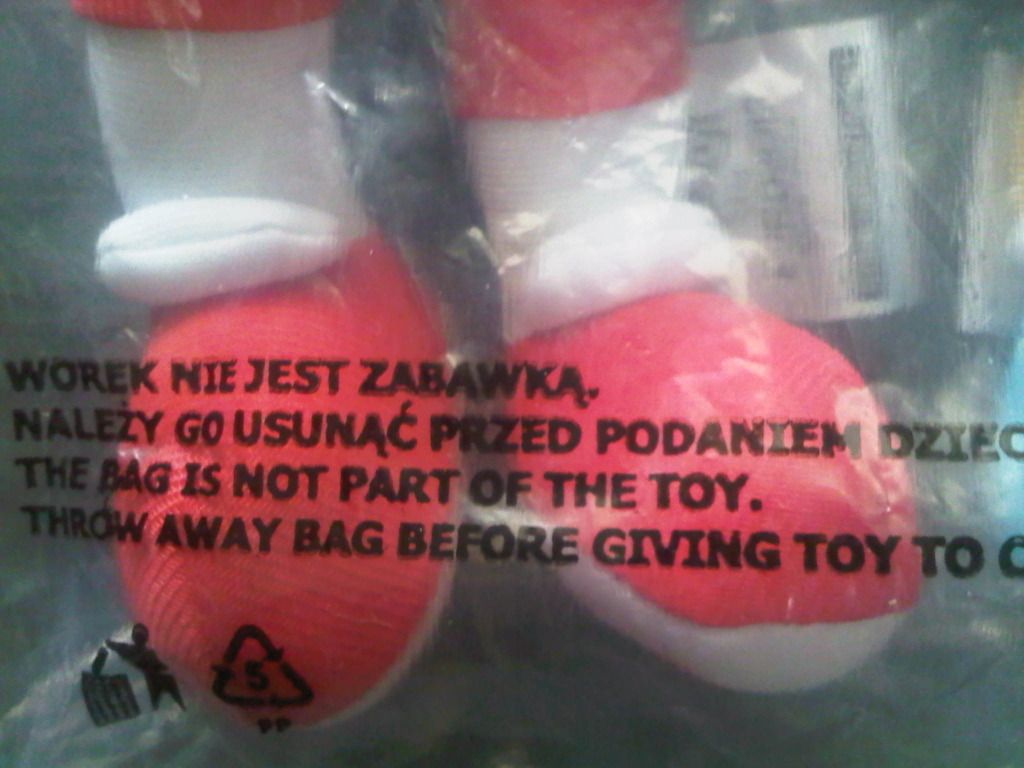 WOREK NIE JEST ZABAWKĄ.
NALEŻY GO USUNĄĆ PRZED PODANIEM DZIEC
THE BAG IS NOT PART OF THE TOY.
THROW AWAY BAG BEFORE GIVING TOY TO C
5
PP